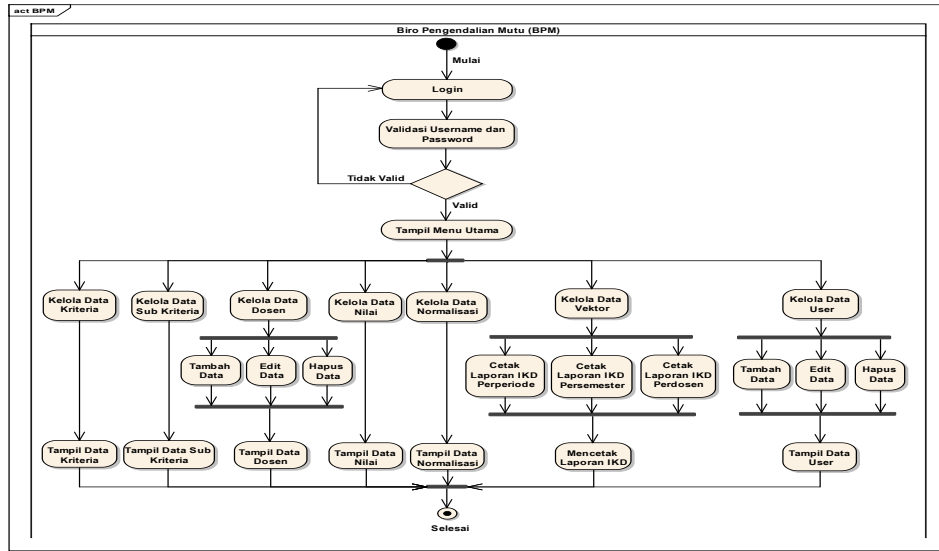 act BPM
Biro Pengendalian Mutu (BPM)
Mulai
Login
Validasi Username dan
Password
Tidak Valid
Valid
Tampil Menu Utama
Kelola Data
Kriteria
Kelola Data
Sub Kriteria
Kelola Data
Dosen
Kelola Data
Nilai
Kelola Data
Normalisasi
Kelola Data
Vektor
Kelola Data
User
Tambah
Data
Edit
Data
Hapus
Data
Cetak
Laporan IKD
Perperiode
Cetak
Laporan IKD
Persemester
Cetak
Laporan IKD
Perdosen
Tambah
Data
Edit
Data
Hapus
Data
Tampil Data
Kriteria
Tampil Data Sub
Kriteria
Tampil Data
Dosen
Tampil Data
Nilai
Tampil Data
Normalisasi
Mencetak
Laporan IKD
Tampil Data
User
Selesai